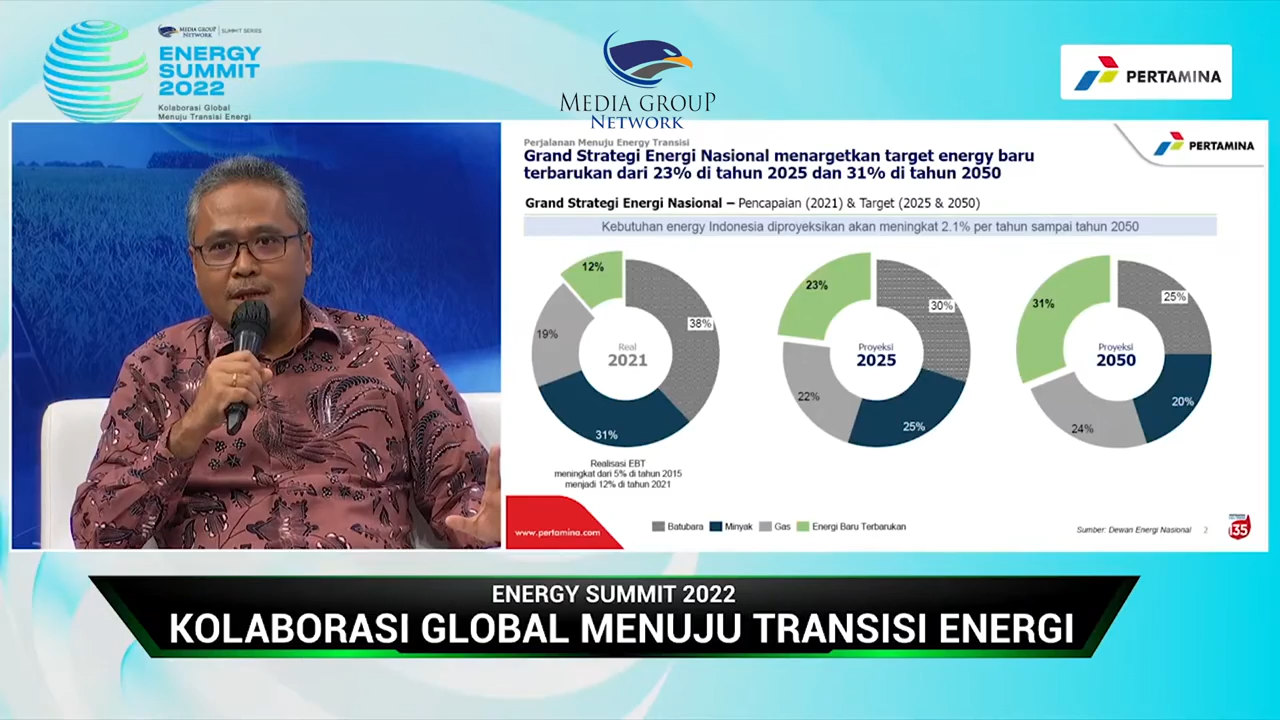 MEDIA GROUP NETWORK | SUMMIT SERIES
ENERGY
SUMMIT
2022
Kolaborasi Global
Menuju Transisi Energi
MEDIA GROUP
NETWORK
PERTAMINA
Perjalanan Menuju Energy Transisi
Grand Strategi Energi Nasional menargetkan target energy baru
terbarukan dari 23% di tahun 2025 dan 31% di tahun 2050
PERTAMINA
Grand Strategi Energi Nasional – Pencapaian (2021) & Target (2025 & 2050)
Kebutuhan energy Indonesia diproyeksikan akan meningkat 2.1% per tahun sampai tahun 2050
12%
38%
19%
31%
Real
2021
23%
30%
22%
25%
Proyeksi
2025
31%
25%
24%
20%
Proyeksi
2050
Realisasi EBT
meningkat dari 5% di tahun 2015
menjadi 12% di tahun 2021
Batubara Minyak Gas Energi Baru Terbarukan
www.pertamina.com
Sumber: Dewan Energi Nasional 2
135
ENERGY SUMMIT 2022
KOLABORASI GLOBAL MENUJU TRANSISI ENERGI